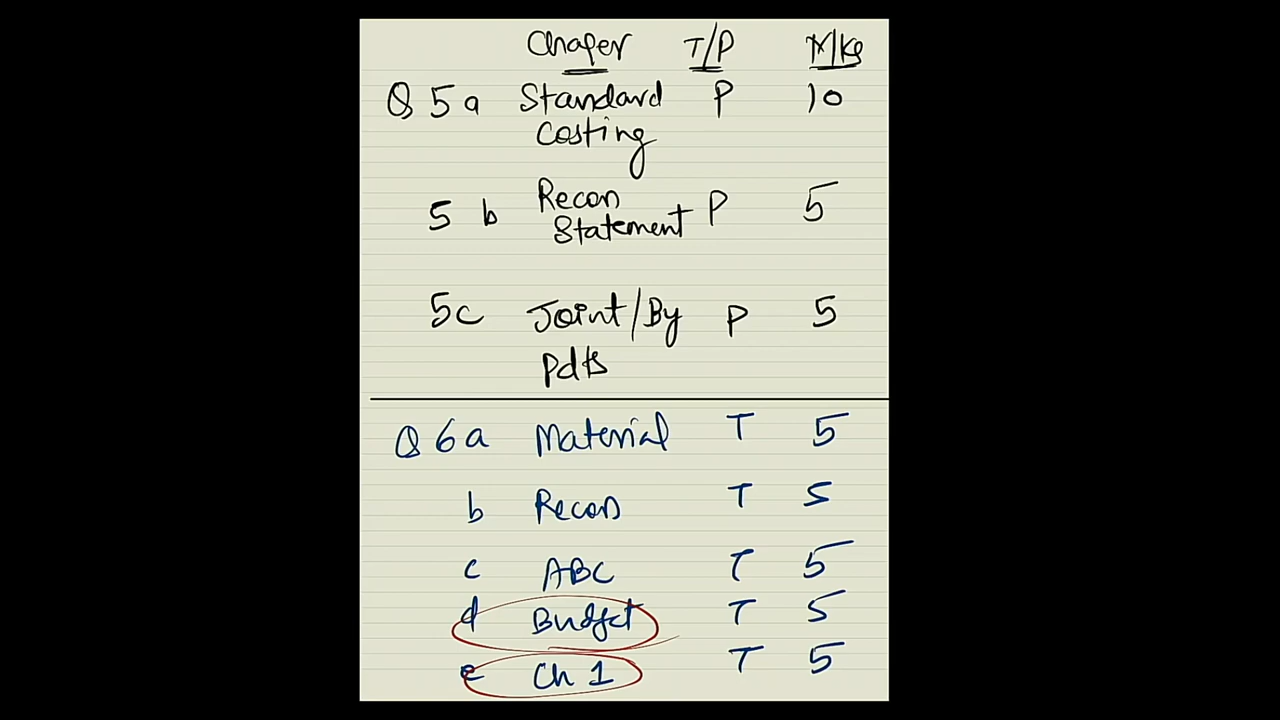 Chaper T/P M/Ks
Q 5 a Standard P 10
Costing
5 b Recon P 5
Statement
5c Joint/By P 5
Pdts
Q 6 a Material T 5
b Recon T 5
c ABC T 5
d Budget T 5
e Ch 1 T 5